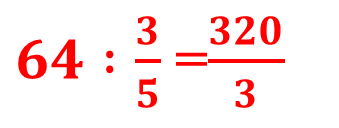 64 : 3/5 = 320/3